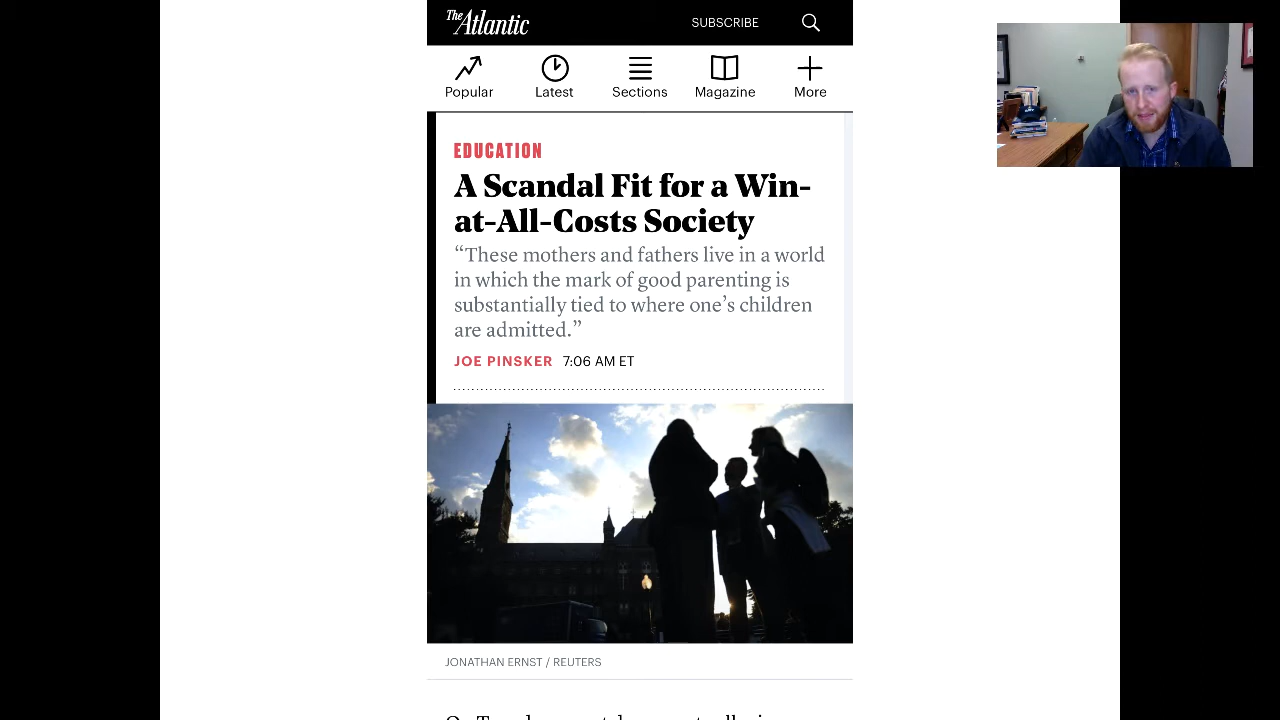 The Atlantic
SUBSCRIBE
Popular
Latest
Sections
Magazine
More
EDUCATION
A Scandal Fit for a Win-
at-All-Costs Society
“These mothers and fathers live in a world
in which the mark of good parenting is
substantially tied to where one’s children
are admitted.”
JOE PINSKER 7:06 AM ET
JONATHAN ERNST / REUTERS